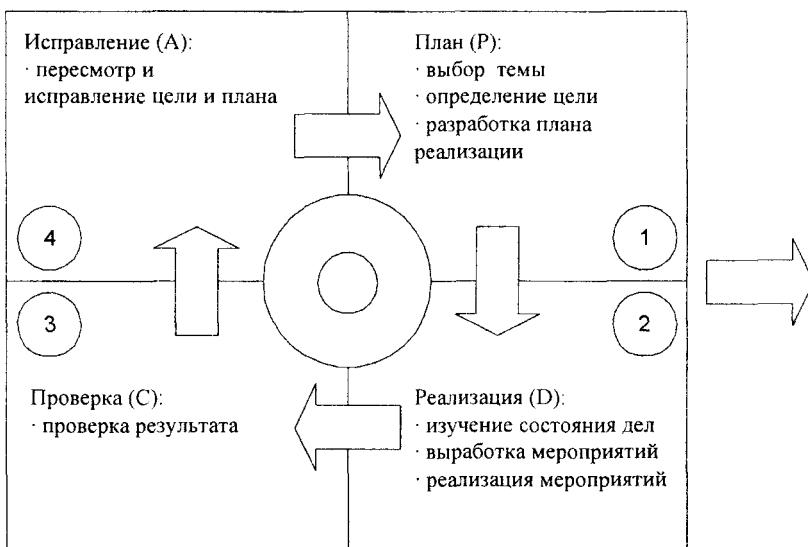 Исправление (A):
· пересмотр и
исправление цели и плана
План (P):
· выбор темы
· определение цели
· разработка плана
реализации
4
1
3
2
Проверка (C):
· проверка результата
Реализация (D):
· изучение состояния дел
· выработка мероприятий
· реализация мероприятий